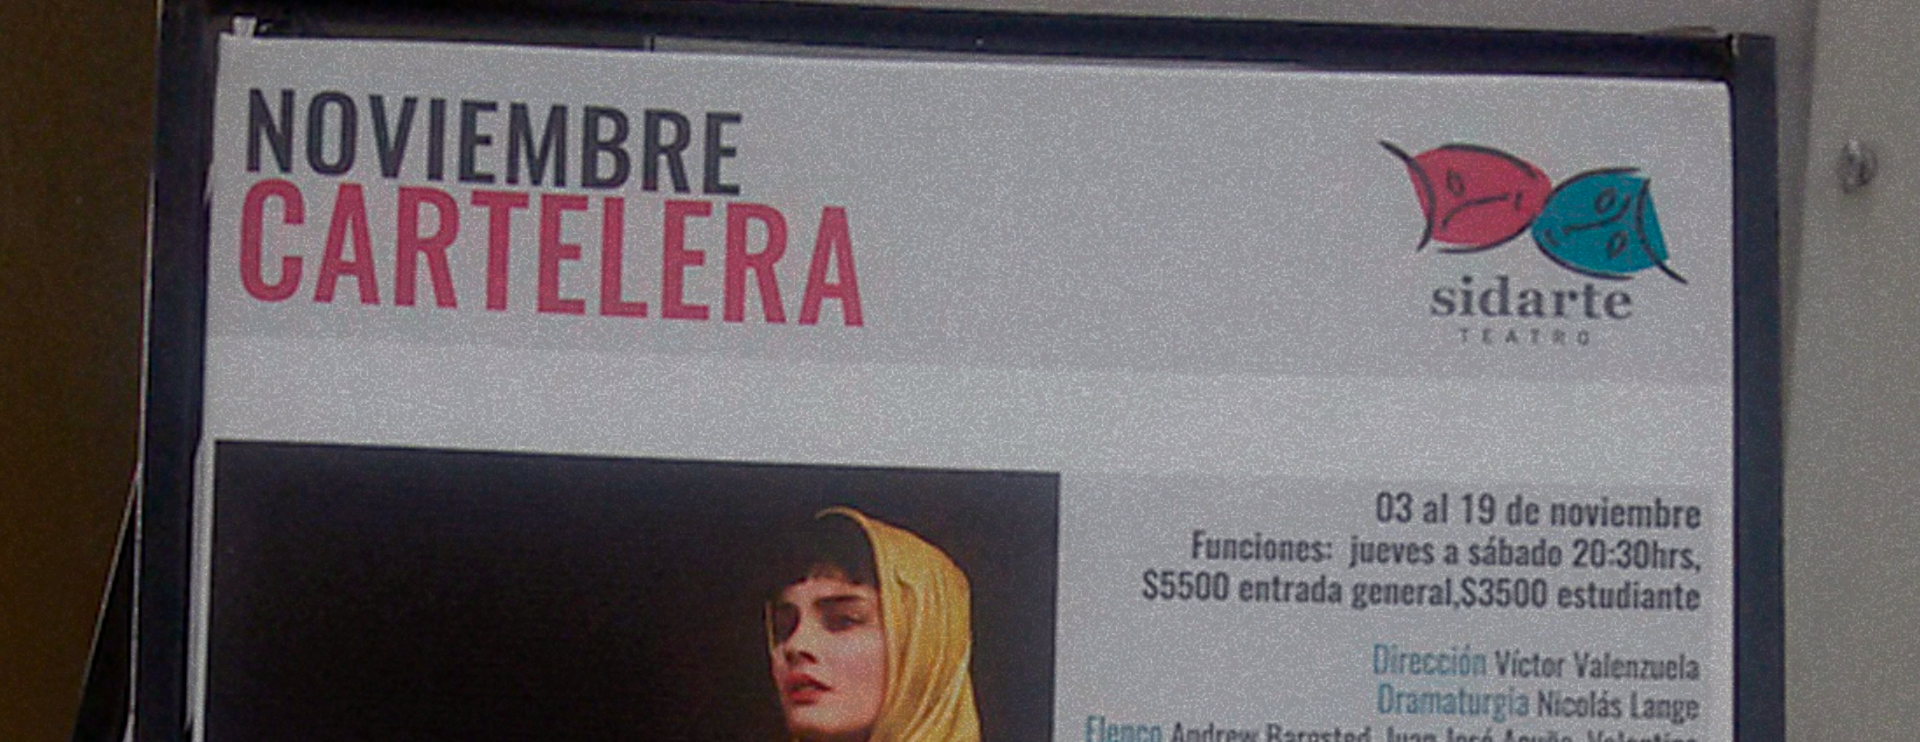 NOVIEMBRE
CARTELERA
sidarte
TEATRO
03 al 19 de noviembre
Funciones: jueves a sábado 20:30hrs,
$5500 entrada general,$3500 estudiante
Dirección Víctor Valenzuela
Dramaturgia Nicolás Lange
Elenco Andrew Bargsted, Juan José Acuña, Valentina